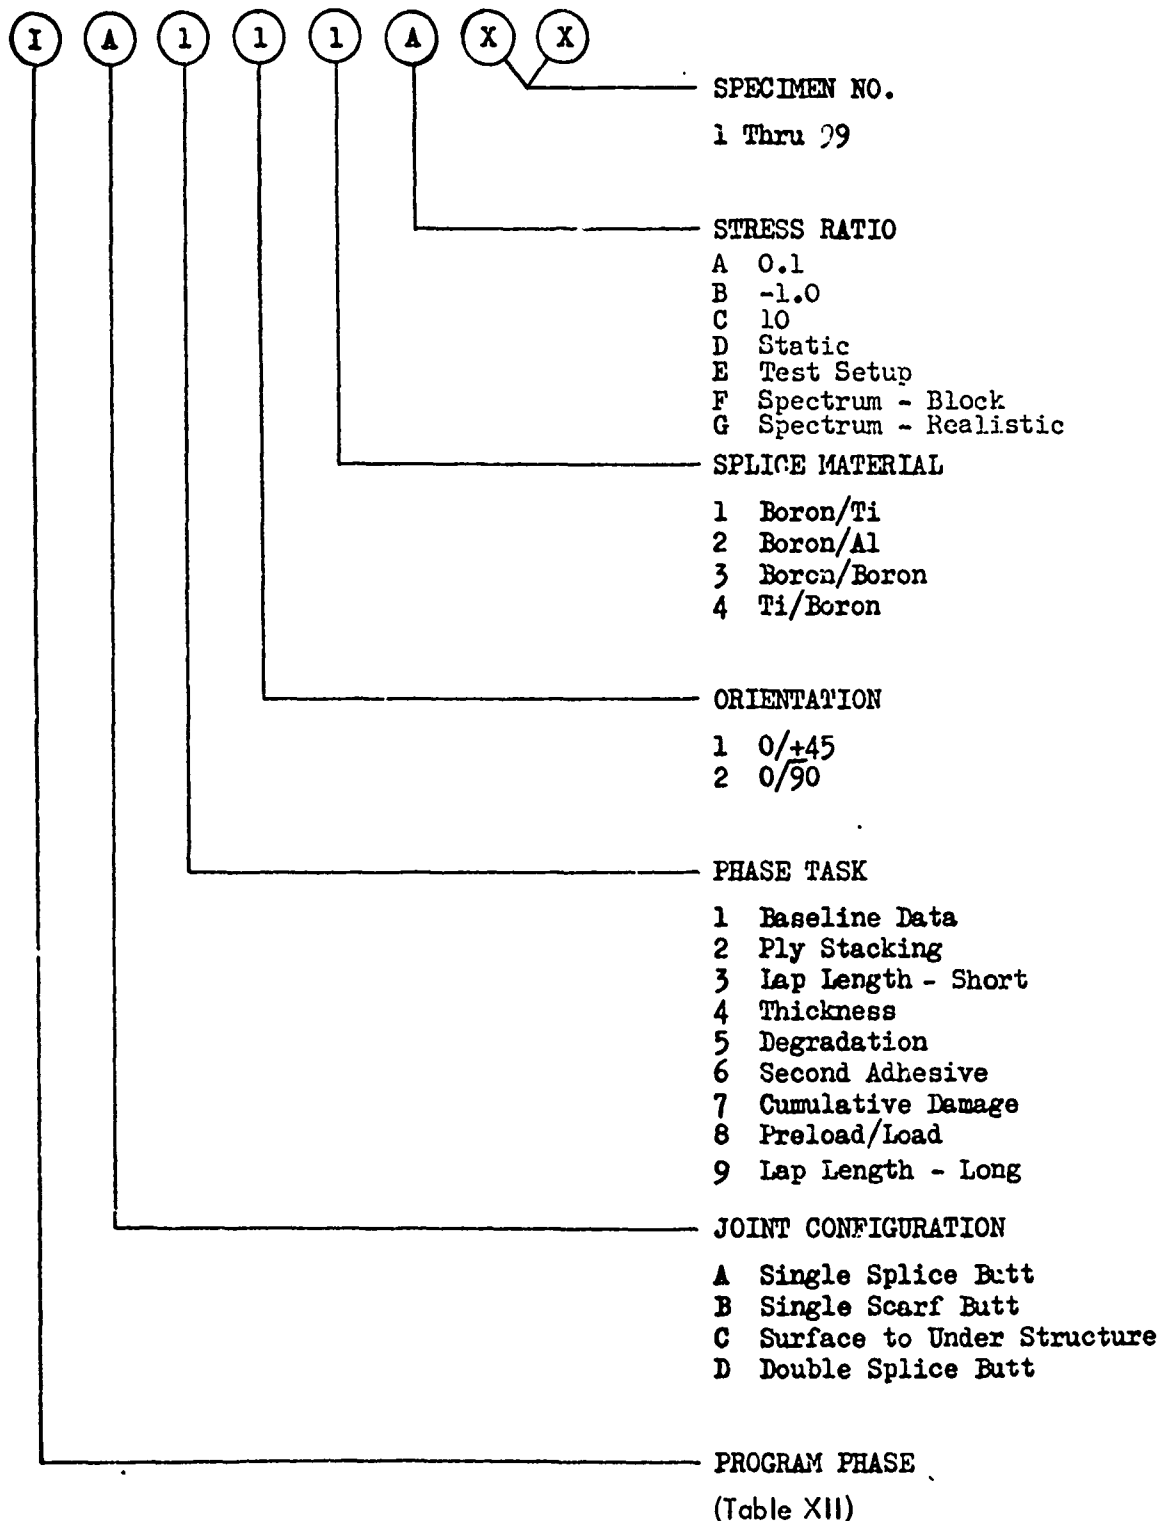 I A 1 1 1 A X X
SPECIMEN NO.
1 Thru 99
STRESS RATIO
A 0.1
B -1.0
C 10
D Static
E Test Setup
F Spectrum - Block
G Spectrum - Realistic
SPLICE MATERIAL
1 Boron/Ti
2 Boron/Al
3 Boron/Boron
4 Ti/Boron
ORIENTATION
1 0/±45
2 0/90
PHASE TASK
1 Baseline Data
2 Ply Stacking
3 Lap Length - Short
4 Thickness
5 Degradation
6 Second Adhesive
7 Cumulative Damage
8 Preload/Load
9 Lap Length - Long
JOINT CONFIGURATION
A Single Splice Butt
B Single Scarf Butt
C Surface to Under Structure
D Double Splice Butt
PROGRAM PHASE
(Table XII)